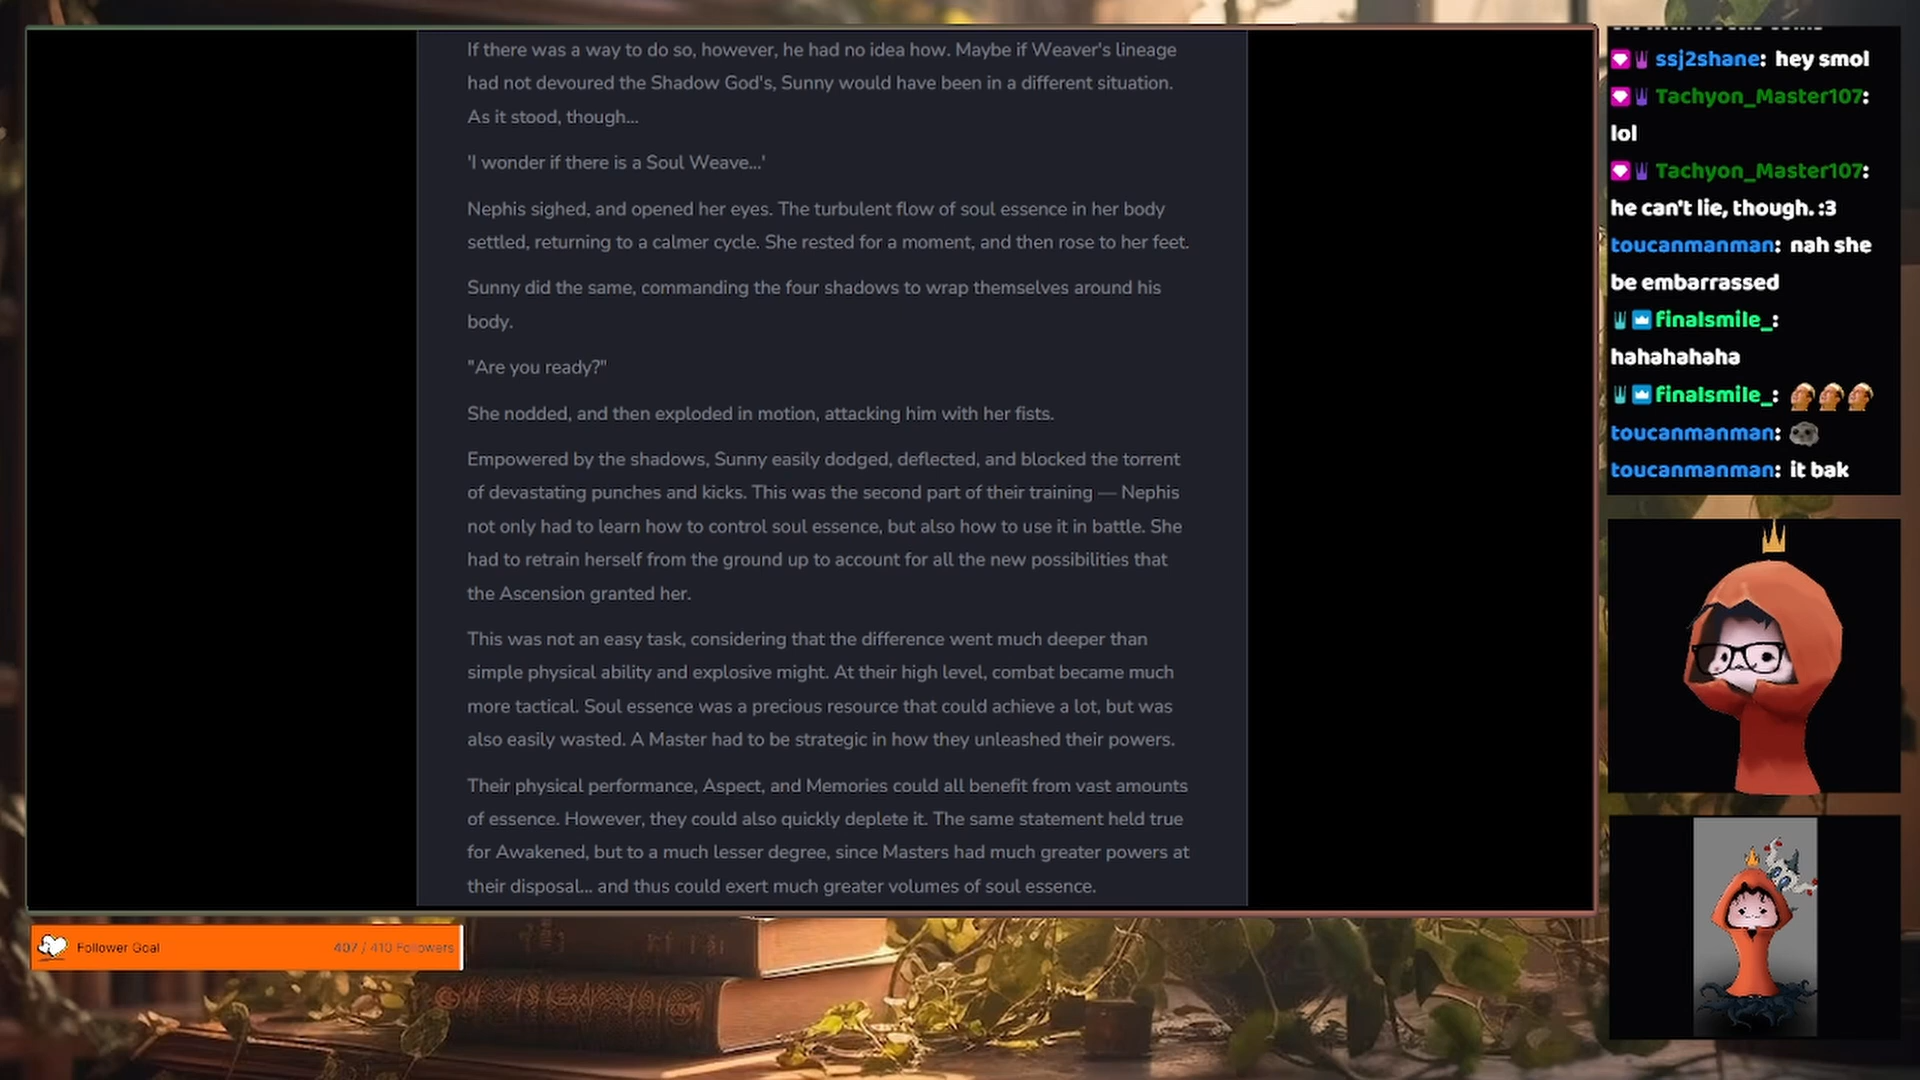 If there was a way to do so, however, he had no idea how. Maybe if Weaver's lineage
had not devoured the Shadow God's, Sunny would have been in a different situation.
As it stood, though...
'I wonder if there is a Soul Weave...'
Nephis sighed, and opened her eyes. The turbulent flow of soul essence in her body
settled, returning to a calmer cycle. She rested for a moment, and then rose to her feet.
Sunny did the same, commanding the four shadows to wrap themselves around his
body.
"Are you ready?"
She nodded, and then exploded in motion, attacking him with her fists.
Empowered by the shadows, Sunny easily dodged, deflected, and blocked the torrent
of devastating punches and kicks. This was the second part of their training — Nephis
not only had to learn how to control soul essence, but also how to use it in battle. She
had to retrain herself from the ground up to account for all the new possibilities that
the Ascension granted her.
This was not an easy task, considering that the difference went much deeper than
simple physical ability and explosive might. At their high level, combat became much
more tactical. Soul essence was a precious resource that could achieve a lot, but was
also easily wasted. A Master had to be strategic in how they unleashed their powers.
Their physical performance, Aspect, and Memories could all benefit from vast amounts
of essence. However, they could also quickly deplete it. The same statement held true
for Awakened, but to a much lesser degree, since Masters had much greater powers at
their disposal... and thus could exert much greater volumes of soul essence.
ssj2shane: hey smol
Tachyon_Master107:
lol
Tachyon_Master107:
he can't lie, though. :3
toucanmanman: nah she
be embarrassed
finalsmile_:
hahahahaha
finalsmile_:
toucanmanman:
toucanmanman: it bak
Follower Goal
407 / 410 Followers